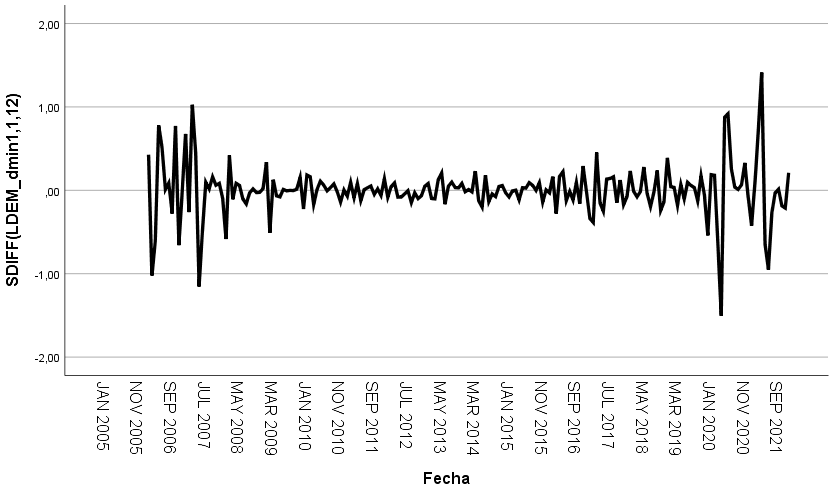 SDIFF(LDEM_dmin1,1,12)
2,00
1,00
,00
-1,00
-2,00
JAN 2005
NOV 2005
SEP 2006
JUL 2007
MAY 2008
MAR 2009
JAN 2010
NOV 2010
SEP 2011
JUL 2012
MAY 2013
MAR 2014
JAN 2015
NOV 2015
SEP 2016
JUL 2017
MAY 2018
MAR 2019
JAN 2020
NOV 2020
SEP 2021
Fecha